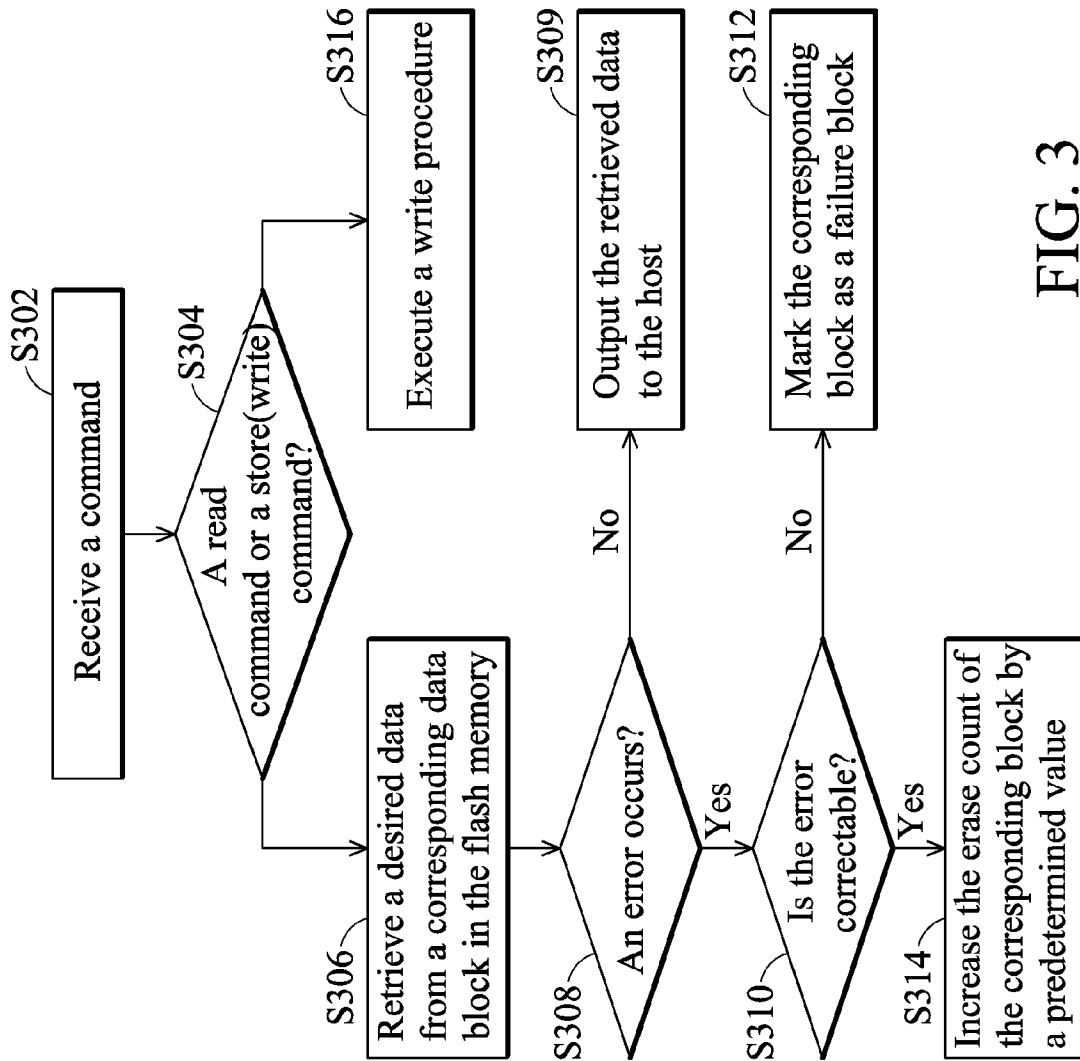 S302
Receive a command
S304
A read
command or a store(write)
command?
S306
Retrieve a desired data
from a corresponding data
block in the flash memory
S316
Execute a write procedure
S308
An error occurs?
No
S309
Output the retrieved data
to the host
Yes
S310
Is the error
correctable?
No
S312
Mark the corresponding
block as a failure block
Yes
S314
Increase the erase count of
the corresponding block by
a predetermined value
FIG. 3